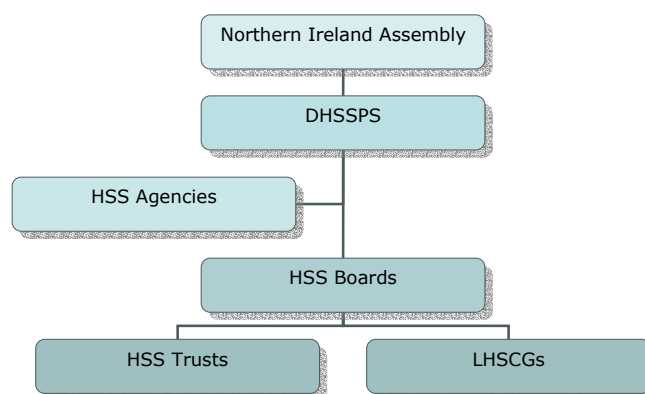 Northern Ireland Assembly
DHSSPS
HSS Agencies
HSS Boards
HSS Trusts
LHSCGs